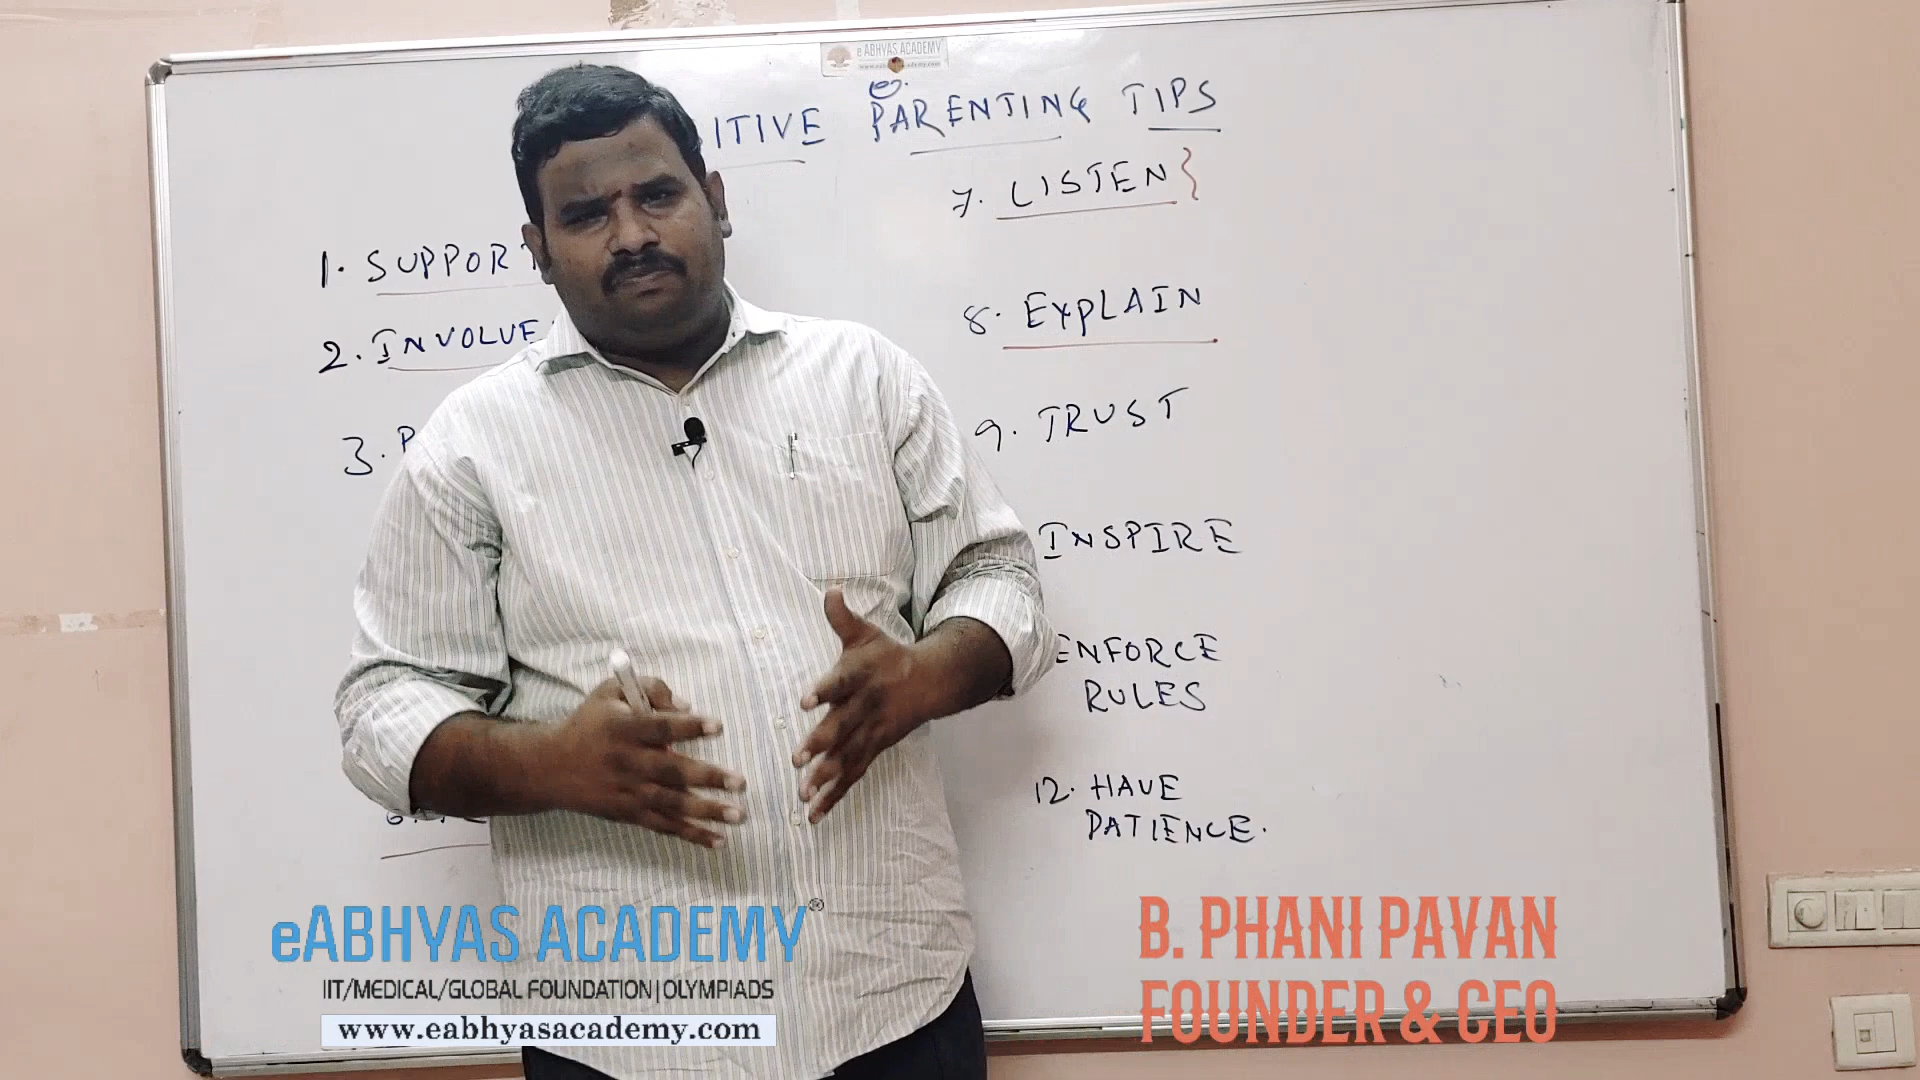 e ABHYAS ACADEMY
ITIVE PARENTING TIPS
1. SUPPORT
2. INVOLVE
3. P
7. LISTEN
8. EXPLAIN
9. TRUST
INSPIRE
ENFORCE
RULES
12. HAVE
PATIENCE.
eABHYAS ACADEMY®
IIT/MEDICAL/GLOBAL FOUNDATION|OLYMPIADS
www.eabhyasacademy.com
B. PHANI PAVAN
FOUNDER & CEO